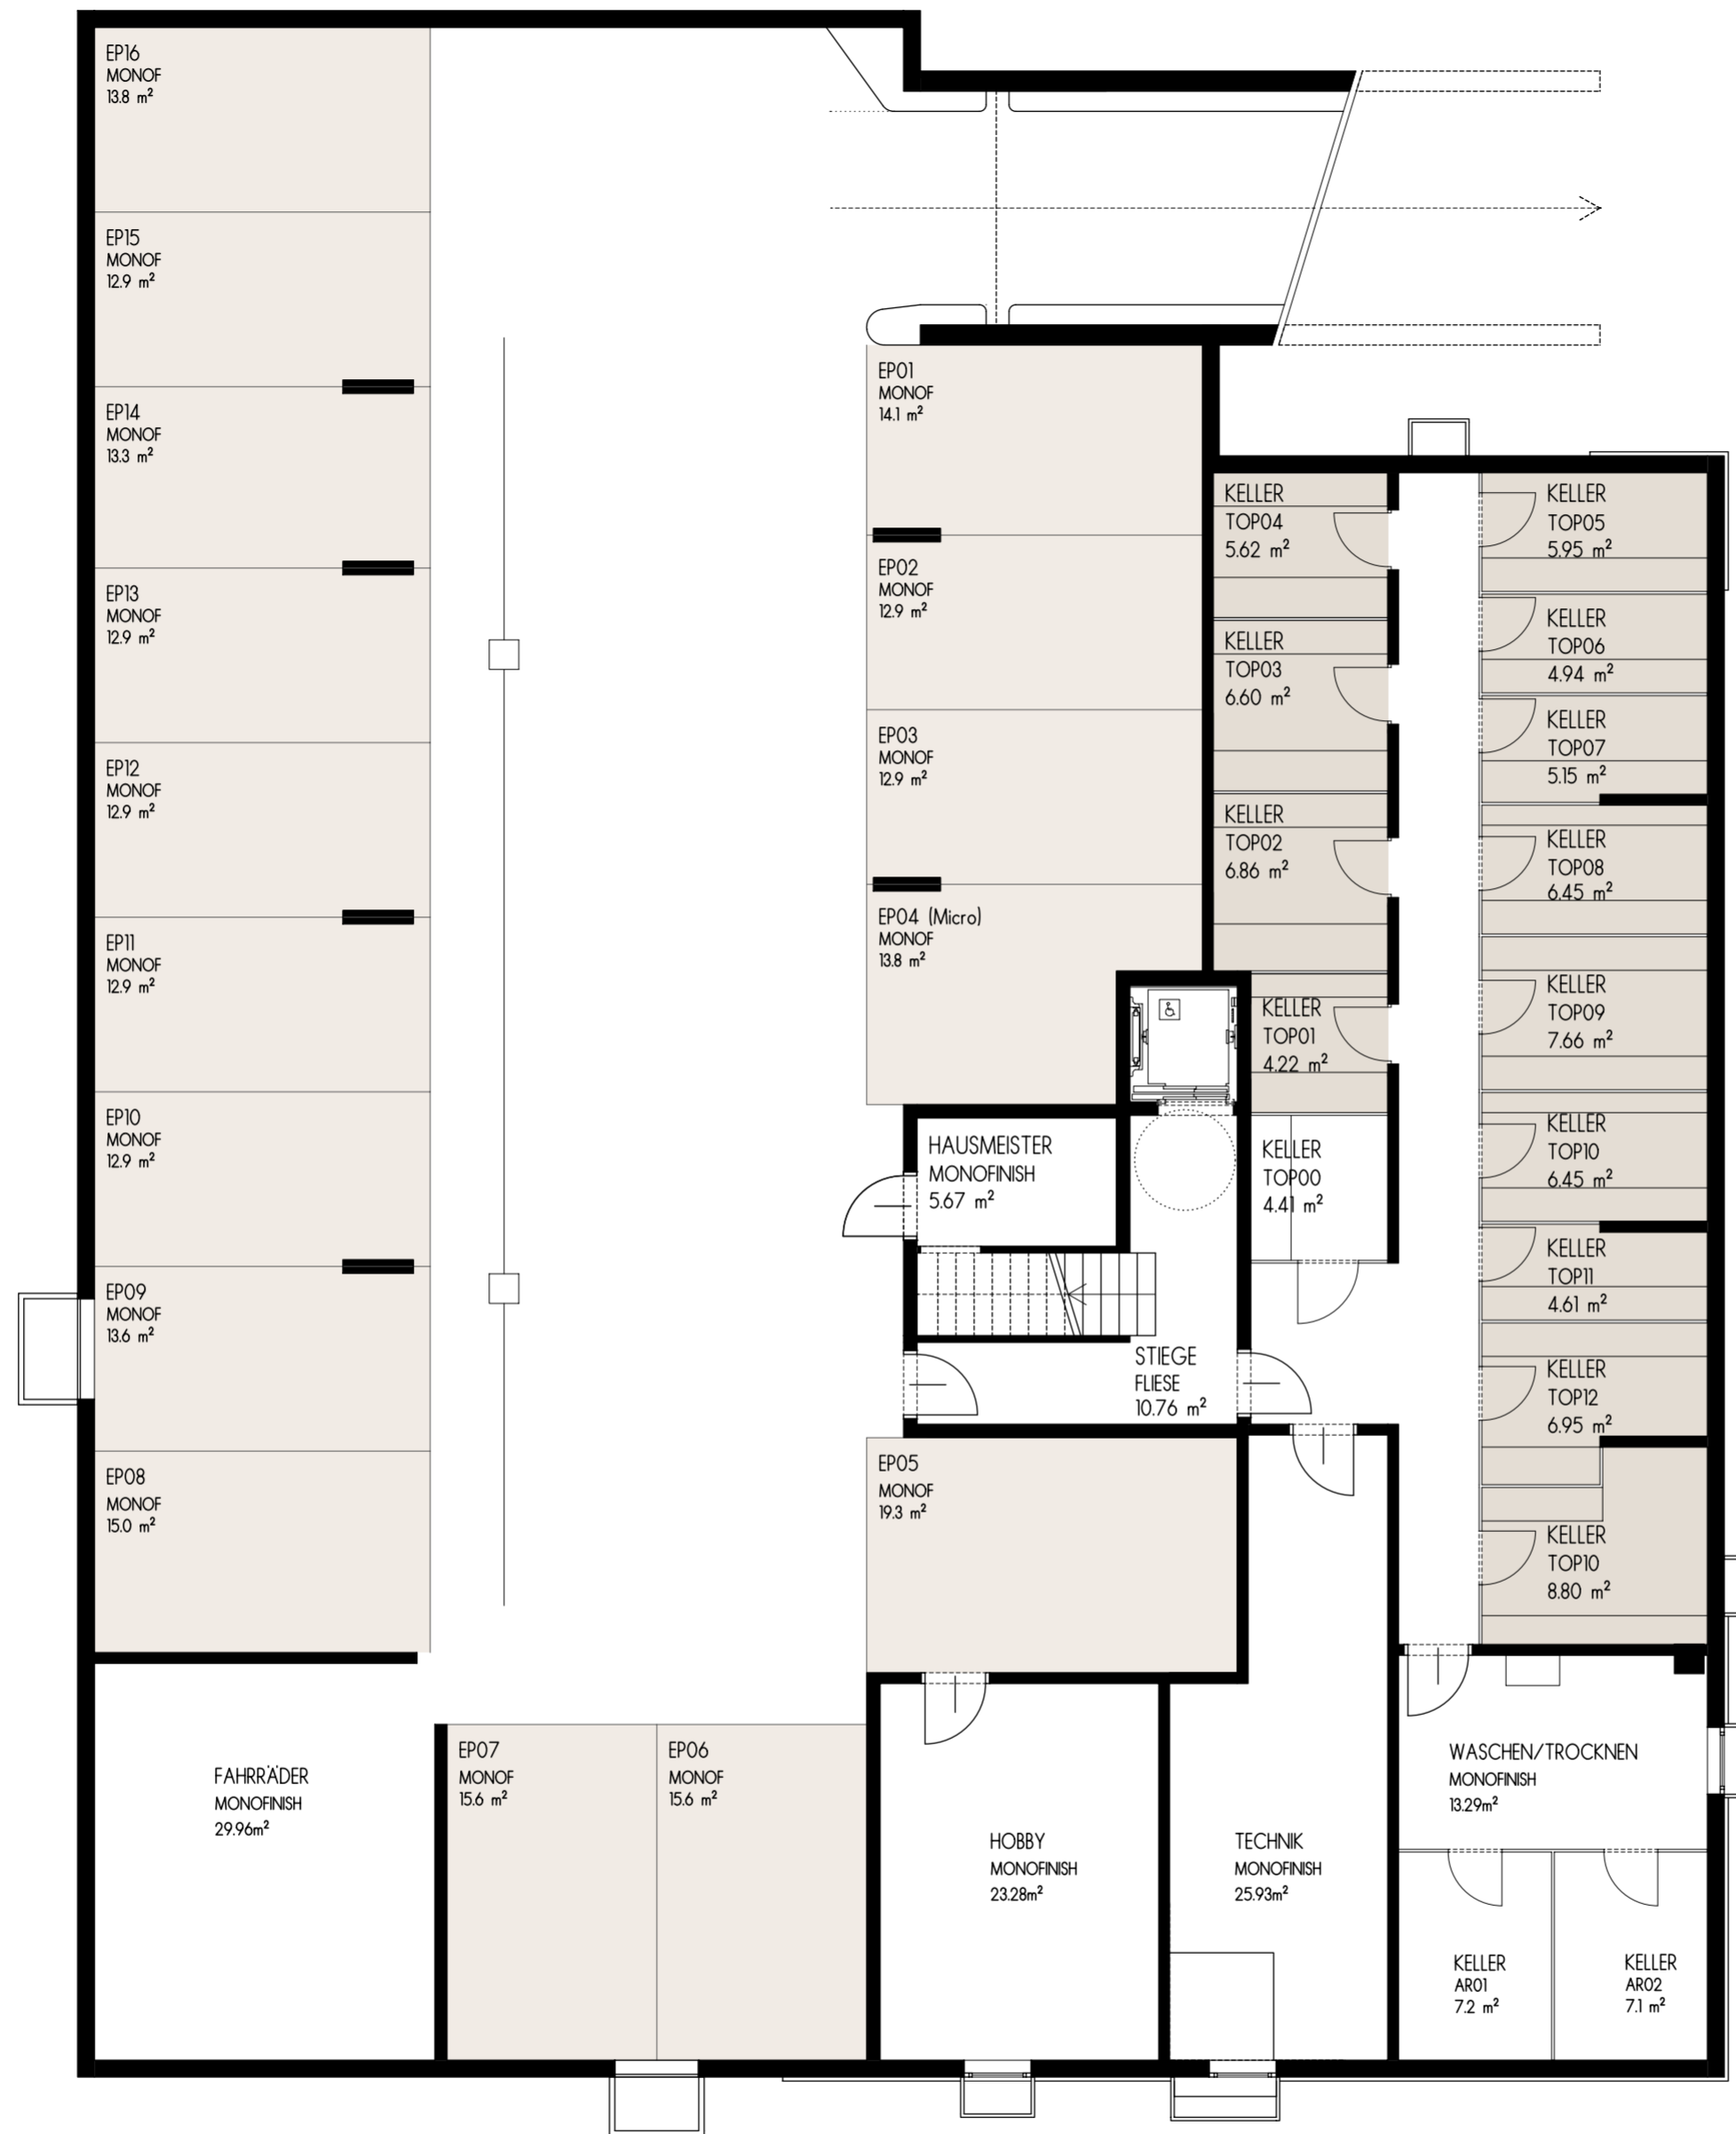 EP16
MONOF
13.8 m²
EP15
MONOF
12.9 m²
EP14
MONOF
13.3 m²
EP13
MONOF
12.9 m²
EP12
MONOF
12.9 m²
EP11
MONOF
12.9 m²
EP10
MONOF
12.9 m²
EP09
MONOF
13.6 m²
EP08
MONOF
15.0 m²
FAHRRÄDER
MONOFINISH
29.96m²
EP07
MONOF
15.6 m²
EP06
MONOF
15.6 m²
EP01
MONOF
14.1 m²
EP02
MONOF
12.9 m²
EP03
MONOF
12.9 m²
EP04 (Micro)
MONOF
13.8 m²
HAUSMEISTER
MONOFINISH
5.67 m²
STIEGE
FLIESE
10.76 m²
EP05
MONOF
19.3 m²
HOBBY
MONOFINISH
23.28m²
TECHNIK
MONOFINISH
25.93m²
KELLER
TOP04
5.62 m²
KELLER
TOP03
6.60 m²
KELLER
TOP02
6.86 m²
KELLER
TOP01
4.22 m²
KELLER
TOP00
4.41 m²
KELLER
TOP05
5.95 m²
KELLER
TOP06
4.94 m²
KELLER
TOP07
5.15 m²
KELLER
TOP08
6.45 m²
KELLER
TOP09
7.66 m²
KELLER
TOP10
6.45 m²
KELLER
TOP11
4.61 m²
KELLER
TOP12
6.95 m²
KELLER
TOP10
8.80 m²
WASCHEN/TROCKNEN
MONOFINISH
13.29m²
KELLER
AR01
7.2 m²
KELLER
AR02
7.1 m²